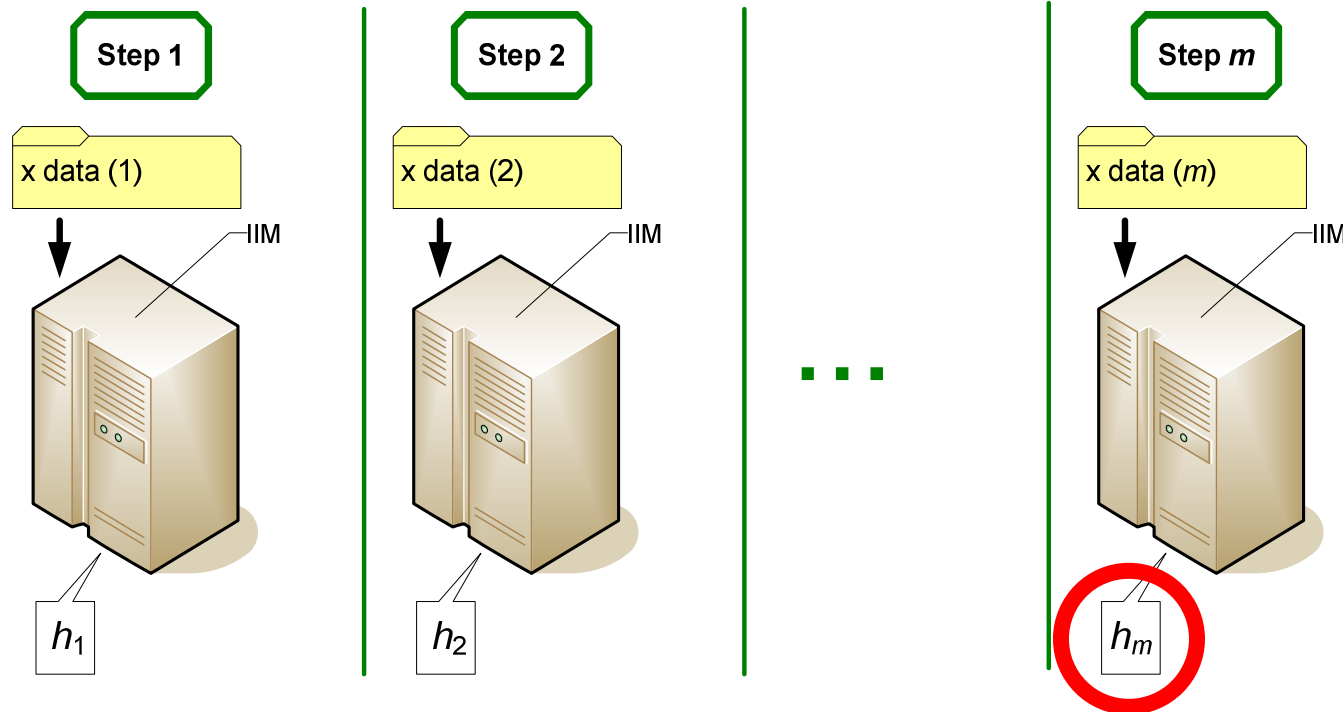 Step 1
Step 2
Step m
x data (1)
x data (2)
x data (m)
IIM
IIM
IIM
h1
h2
hm